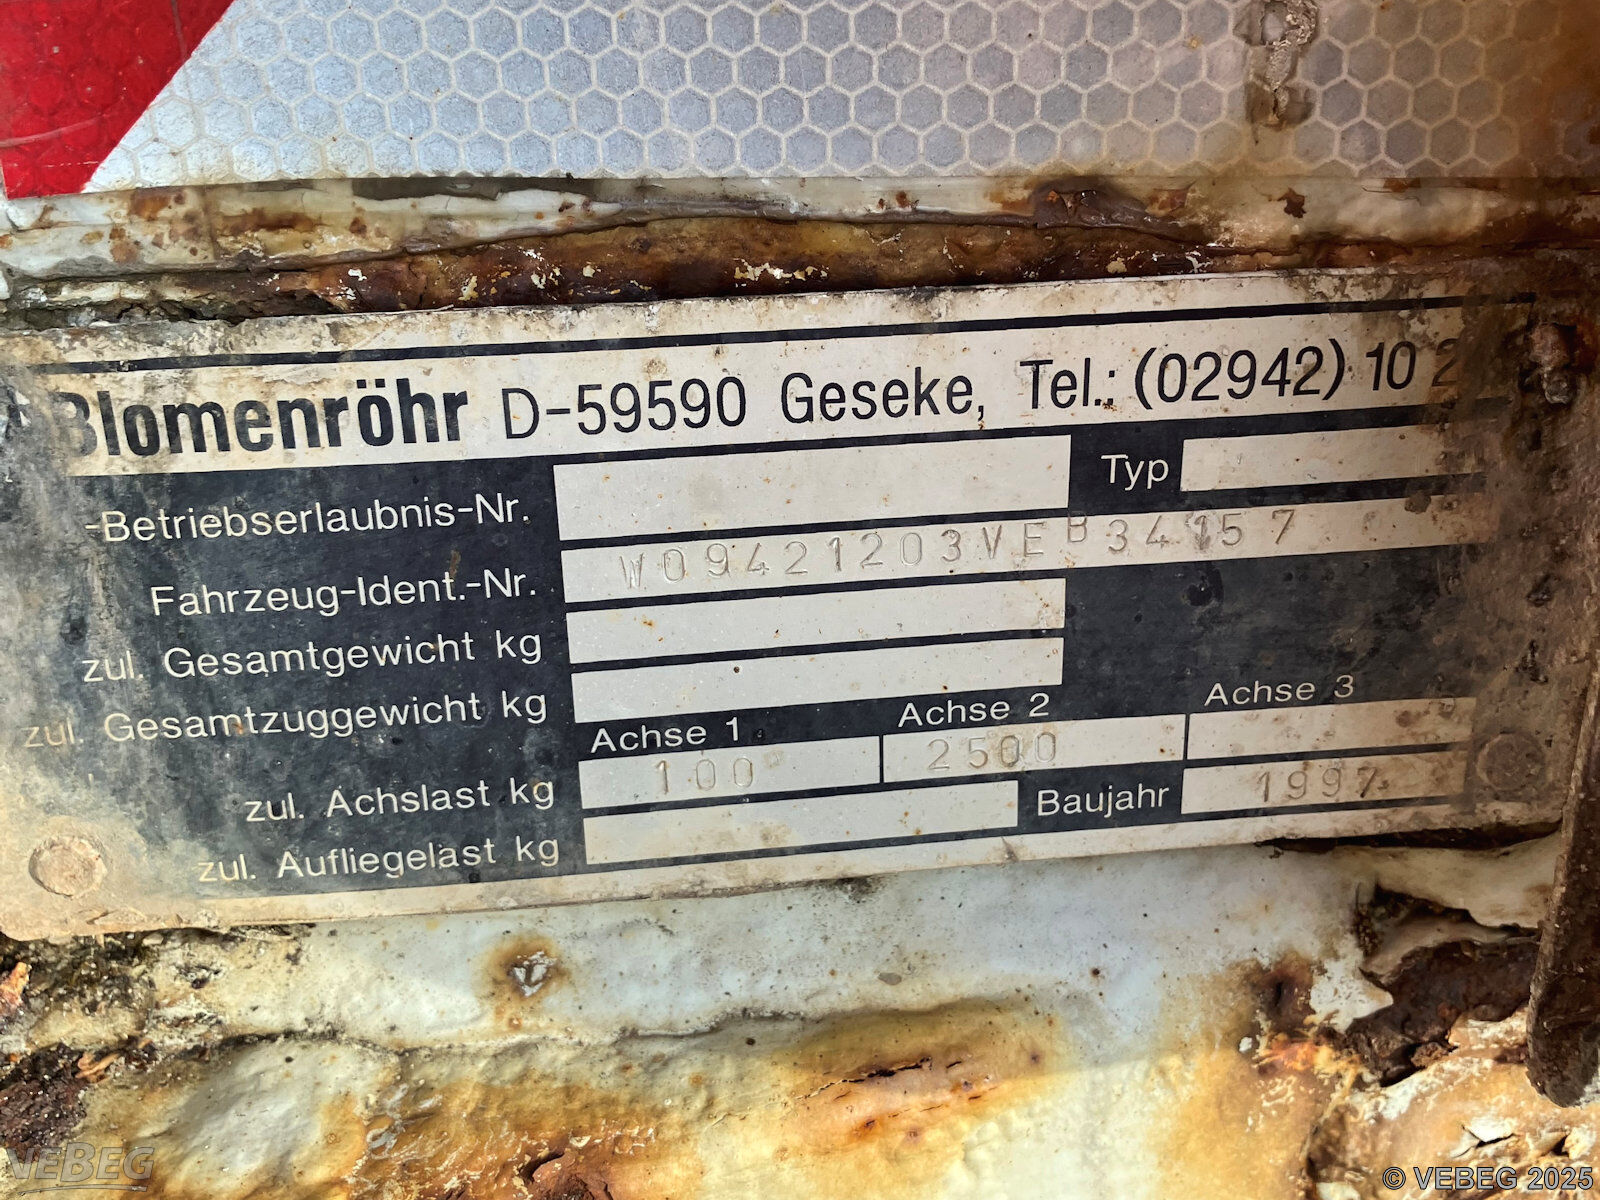 Blomenröhr D-59590 Geseke, Tel.: (02942) 10 2
-Betriebserlaubnis-Nr.
Typ
Fahrzeug-Ident.-Nr. W09421203VEB34157
zul. Gesamtgewicht kg
zul. Gesamtzuggewicht kg
Achse 1 Achse 2 Achse 3
zul. Achslast kg 100 2500
zul. Aufliegelast kg
Baujahr 1997
VEBEG
© VEBEG 2025